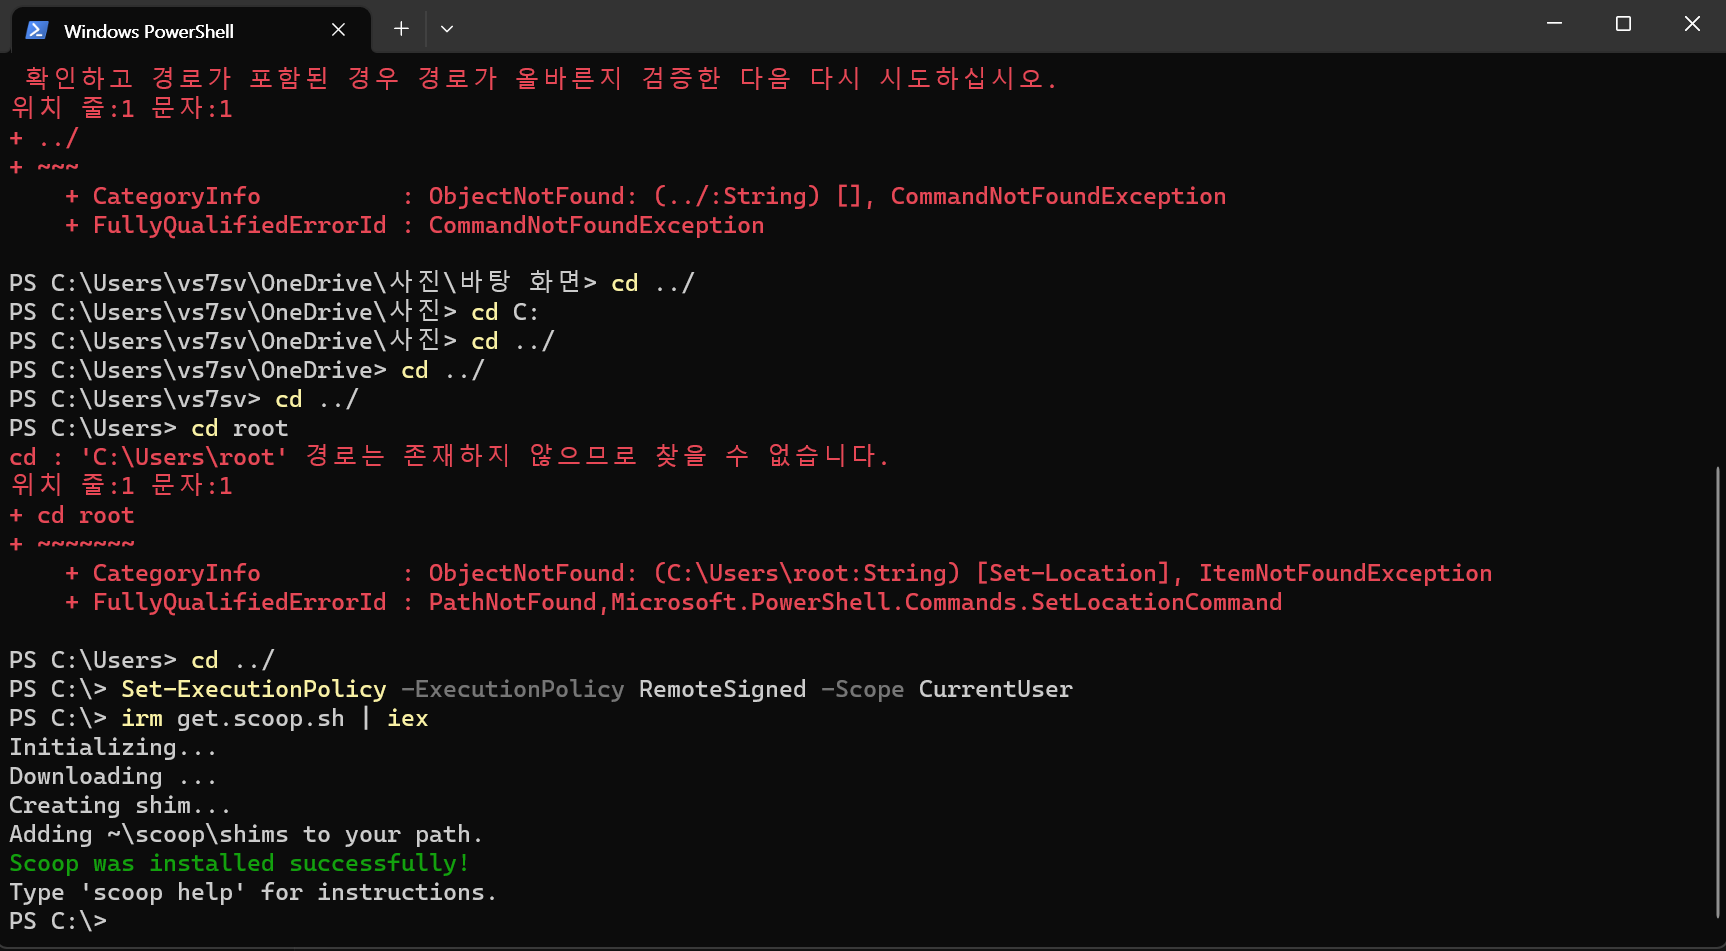 Windows PowerShell
확인하고 경로가 포함된 경우 경로가 올바른지 검증한 다음 다시 시도하십시오.
위치 줄:1 문자:1
+ ../
+ ~~~
    + CategoryInfo          : ObjectNotFound: (../:String) [], CommandNotFoundException
    + FullyQualifiedErrorId : CommandNotFoundException

PS C:\Users\vs7sv\OneDrive\사진\바탕 화면> cd ../
PS C:\Users\vs7sv\OneDrive\사진> cd C:
PS C:\Users\vs7sv\OneDrive\사진> cd ../
PS C:\Users\vs7sv\OneDrive> cd ../
PS C:\Users\vs7sv> cd ../
PS C:\Users> cd root
cd : 'C:\Users\root' 경로는 존재하지 않으므로 찾을 수 없습니다.
위치 줄:1 문자:1
+ cd root
+ ~~~~~~~
    + CategoryInfo          : ObjectNotFound: (C:\Users\root:String) [Set-Location], ItemNotFoundException
    + FullyQualifiedErrorId : PathNotFound,Microsoft.PowerShell.Commands.SetLocationCommand

PS C:\Users> cd ../
PS C:\> Set-ExecutionPolicy -ExecutionPolicy RemoteSigned -Scope CurrentUser
PS C:\> irm get.scoop.sh | iex
Initializing...
Downloading ...
Creating shim...
Adding ~\scoop\shims to your path.
Scoop was installed successfully!
Type 'scoop help' for instructions.
PS C:\>